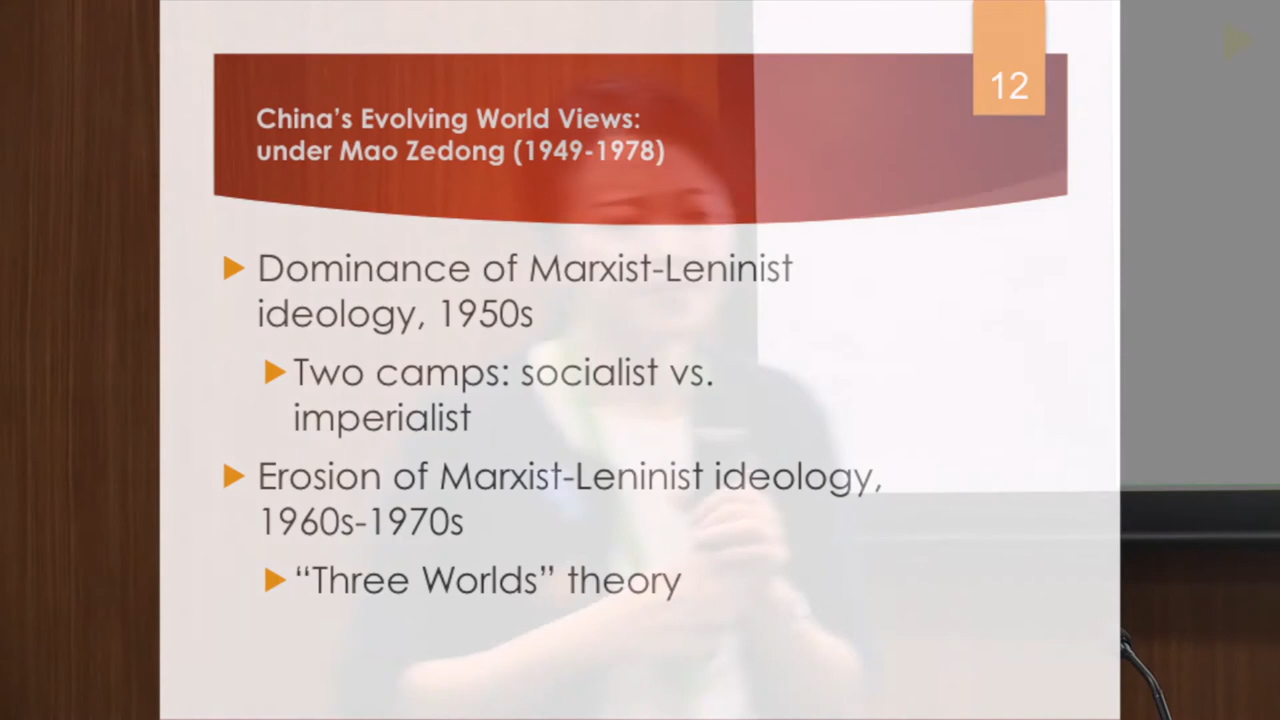 12
China's Evolving World Views:
under Mao Zedong (1949-1978)
Dominance of Marxist-Leninist
ideology, 1950s
Two camps: socialist vs.
imperialist
Erosion of Marxist-Leninist ideology,
1960s-1970s
“Three Worlds” theory